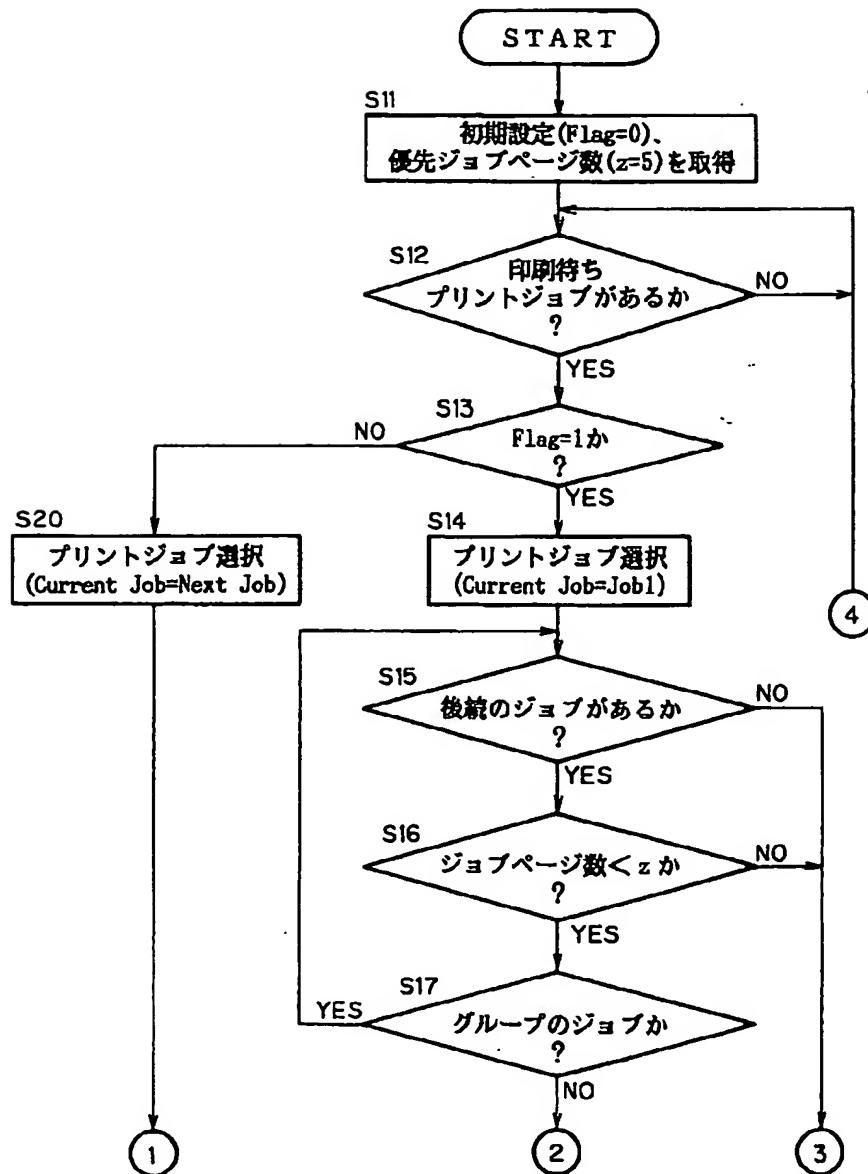 START
S11
初期設定(Flag=0)、
優先ジョブページ数(z=5)を取得
S12
印刷待ち
プリントジョブがあるか
?
NO
YES
S13
Flag=1か
?
NO
YES
S20
プリントジョブ選択
(Current Job=Next Job)
S14
プリントジョブ選択
(Current Job=Job1)
4
S15
後続のジョブがあるか
?
NO
YES
S16
ジョブページ数<zか
?
NO
YES
S17
グループのジョブか
?
YES
NO
1
2
3